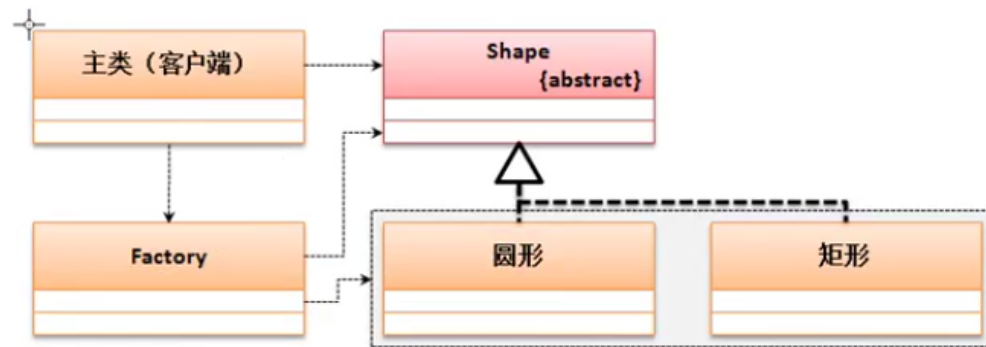 主类（客户端）
Shape
{abstract}
Factory
圆形
矩形